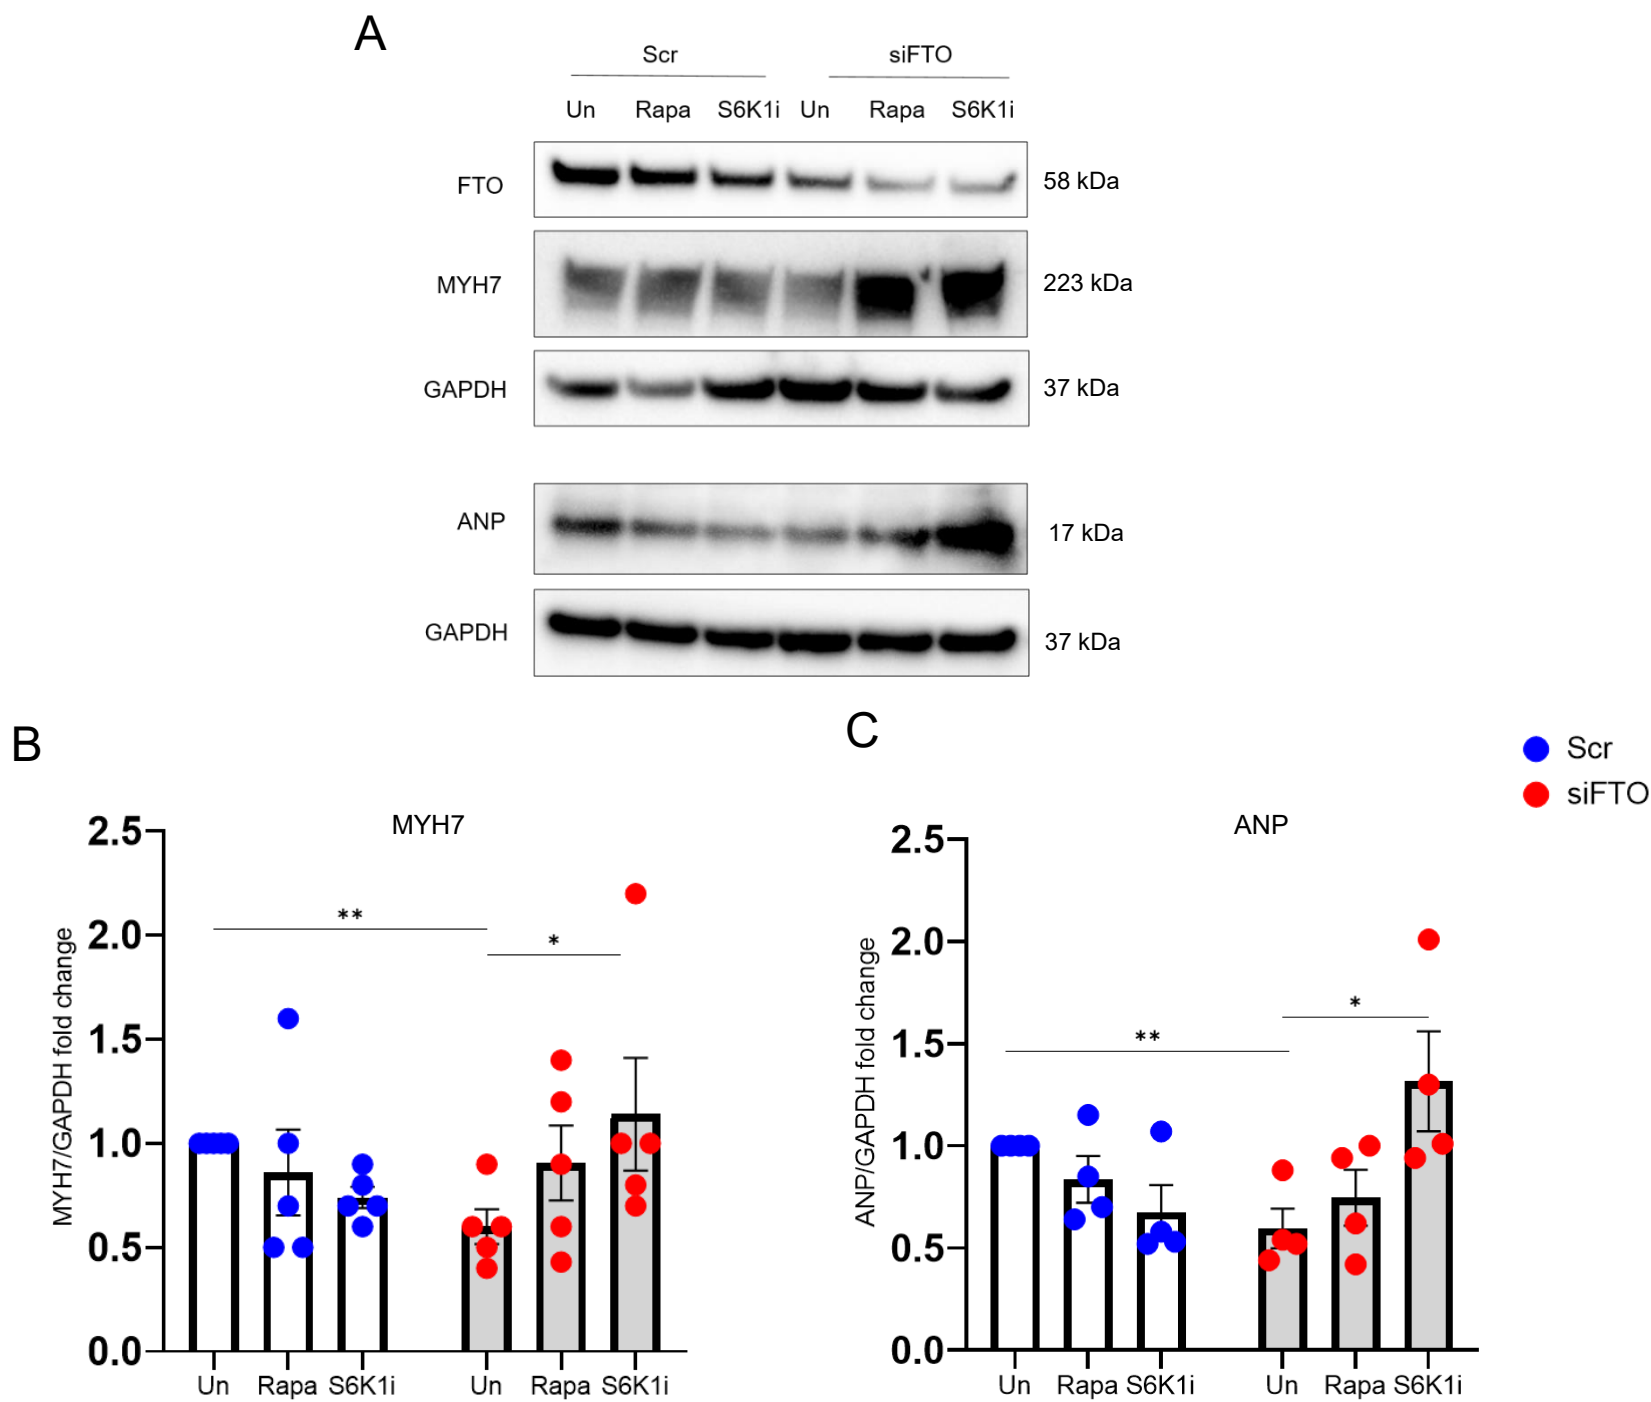 A
Scr siFTO
Un Rapa S6K1i Un Rapa S6K1i
FTO 58 kDa
MYH7 223 kDa
GAPDH 37 kDa
ANP 17 kDa
GAPDH 37 kDa
B
MYH7
MYH7/GAPDH fold change
2.5
2.0
1.5
1.0
0.5
0.0
**
*
Un Rapa S6K1i Un Rapa S6K1i
C
Scr
siFTO
ANP
ANP/GAPDH fold change
2.5
2.0
1.5
1.0
0.5
0.0
**
*
Un Rapa S6K1i Un Rapa S6K1i